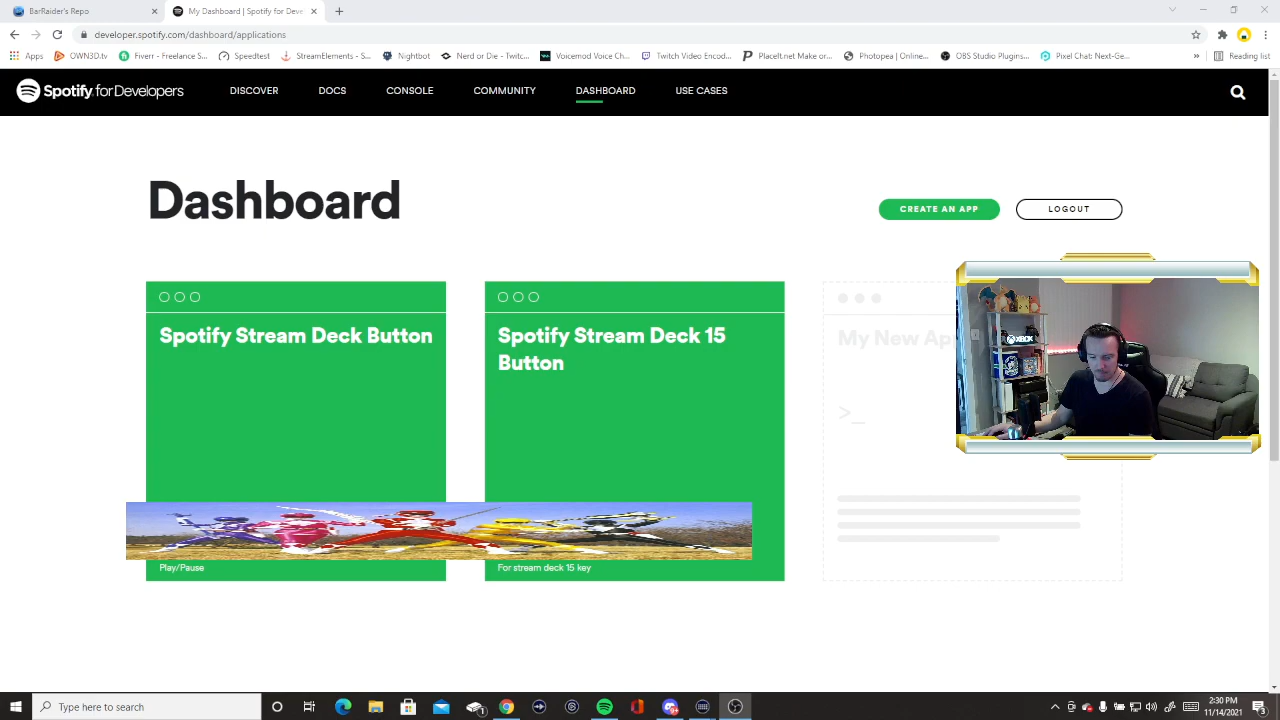 BarRaider's Repo
My Dashboard | Spotify for Deve
developer.spotify.com/dashboard/applications
Apps
OWN3D.tv
Fiverr - Freelance S...
Speedtest
StreamElements - S...
Nightbot
Nerd or Die - Twitc...
Voicemod Voice Ch...
Twitch Video Encod...
PlaceIt.net Make or...
Photopea | Online...
OBS Studio Plugins...
Pixel Chat: Next-Ge...
»
Reading list
Spotify for Developers
DISCOVER
DOCS
CONSOLE
COMMUNITY
DASHBOARD
USE CASES
Dashboard
CREATE AN APP
LOGOUT
Spotify Stream Deck Button
Play/Pause
Spotify Stream Deck 15
Button
For stream deck 15 key
My New Ap
>_
XBOX
Type here to search
2:30 PM
11/14/2021